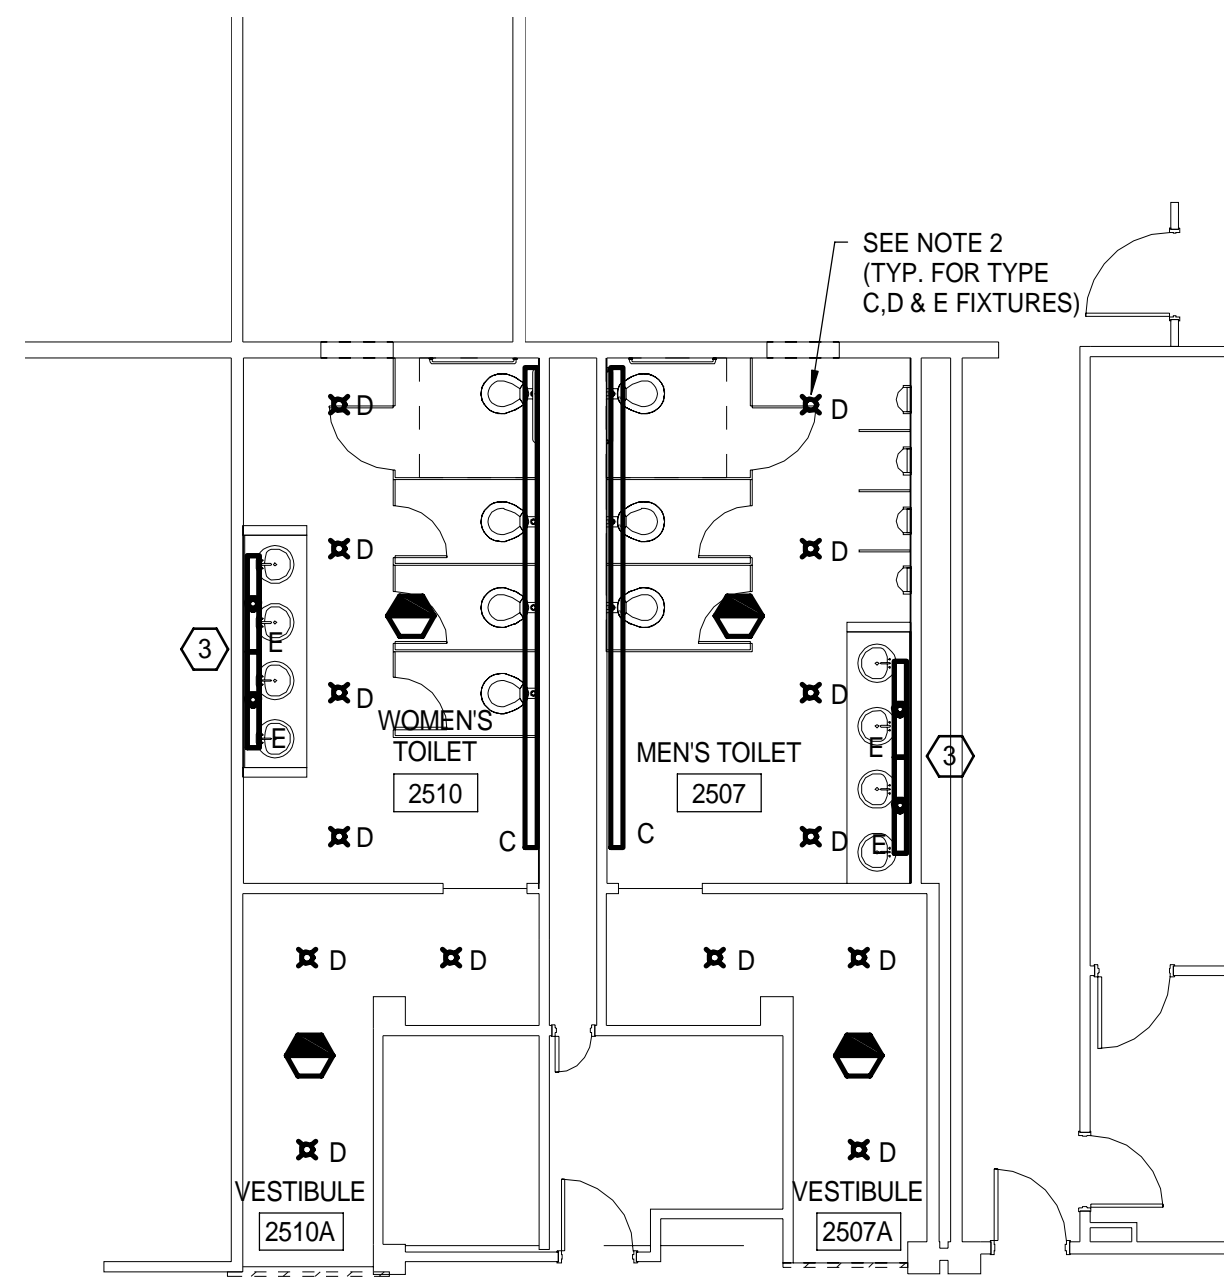 SEE NOTE 2
(TYP. FOR TYPE
C,D & E FIXTURES)
D
D
D
D
3
E
E
D
WOMEN'S
TOILET
2510
D
C
D
MEN'S TOILET
2507
E
3
D
E
C
D
D
D
D
D
D
VESTIBULE
2510A
VESTIBULE
2507A